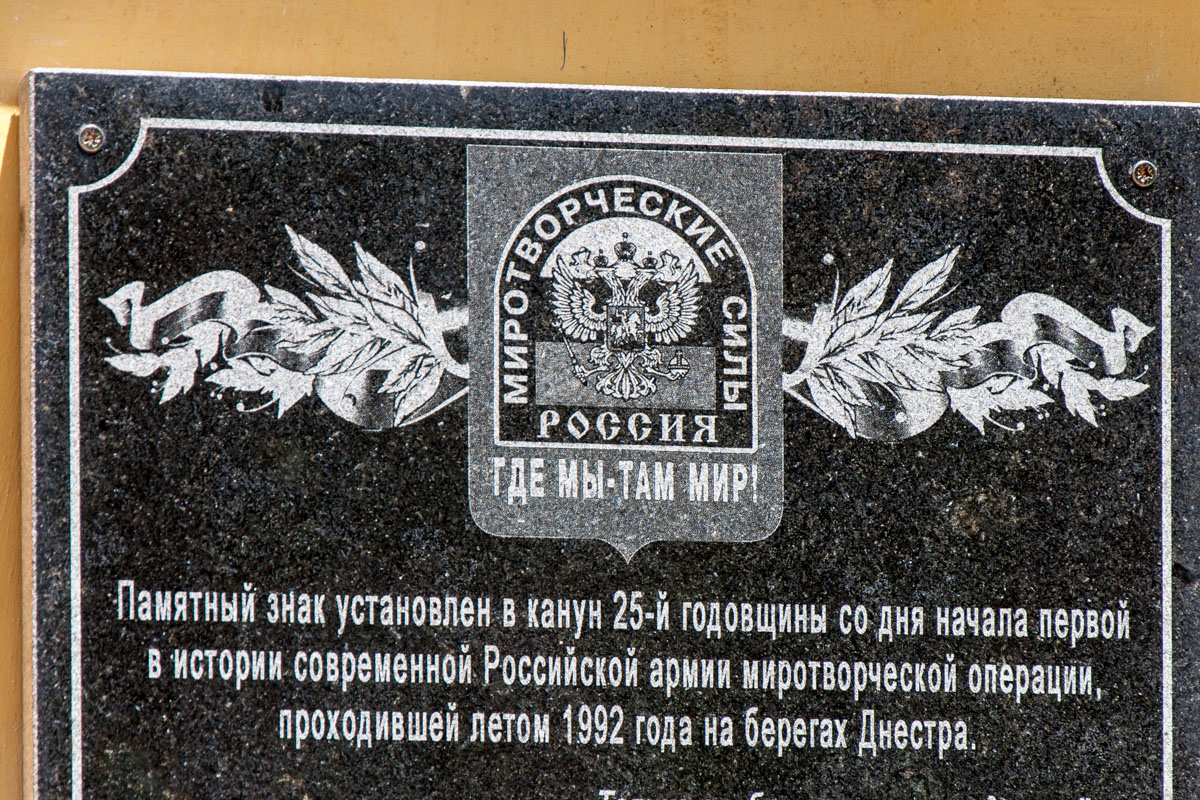 МИРОТВОРЧЕСКИЕ СИЛЫ
РОССИЯ
ГДЕ МЫ-ТАМ МИР!
Памятный знак установлен в канун 25-й годовщины со дня начала первой
в истории современной Российской армии миротворческой операции,
проходившей летом 1992 года на берегах Днестра.